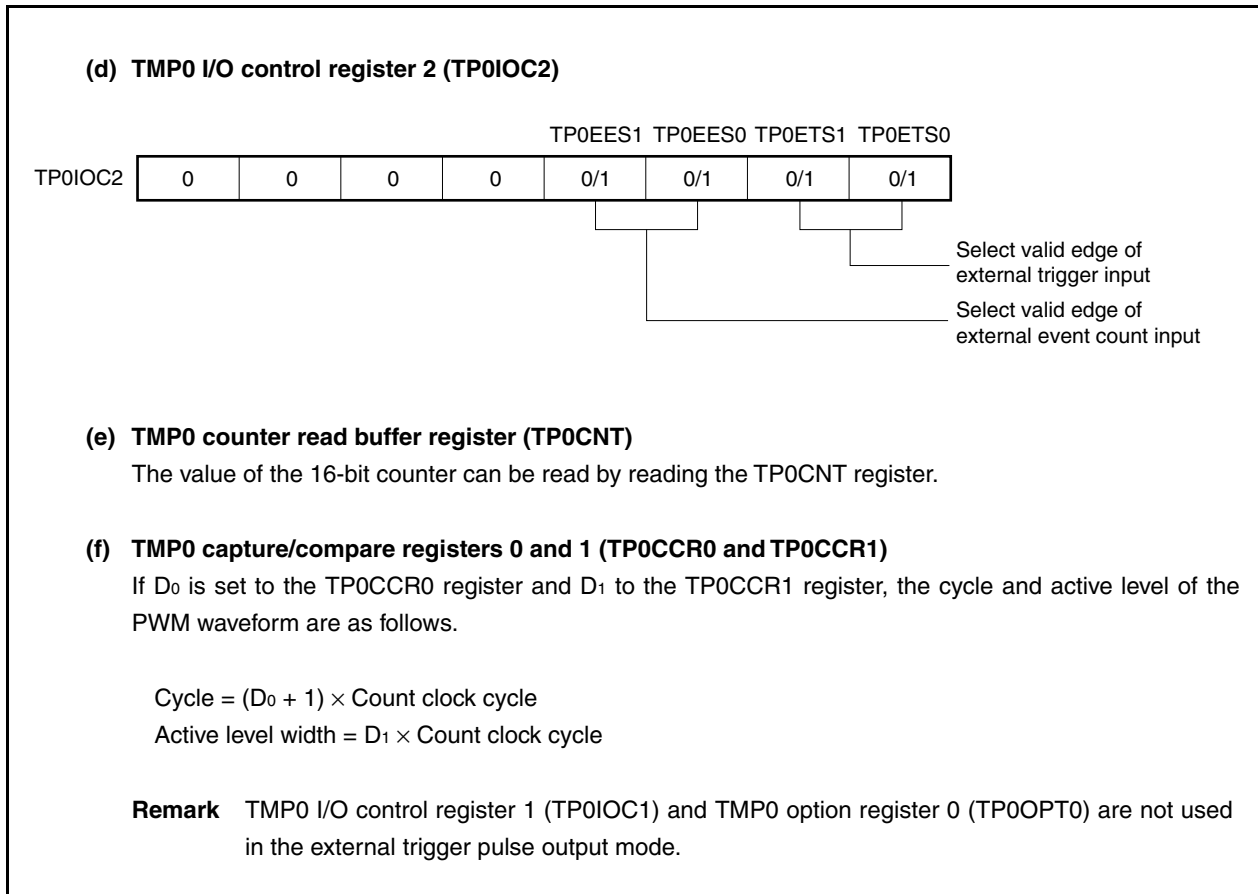 (d) TMP0 I/O control register 2 (TP0IOC2)
TP0EES1 TP0EES0 TP0ETS1 TP0ETS0
TP0IOC2 0 0 0 0 0/1 0/1 0/1 0/1
Select valid edge of
external trigger input
Select valid edge of
external event count input
(e) TMP0 counter read buffer register (TP0CNT)
The value of the 16-bit counter can be read by reading the TP0CNT register.
(f) TMP0 capture/compare registers 0 and 1 (TP0CCR0 and TP0CCR1)
If D0 is set to the TP0CCR0 register and D1 to the TP0CCR1 register, the cycle and active level of the
PWM waveform are as follows.
Cycle = (D0 + 1) × Count clock cycle
Active level width = D1 × Count clock cycle
Remark TMP0 I/O control register 1 (TP0IOC1) and TMP0 option register 0 (TP0OPT0) are not used
in the external trigger pulse output mode.